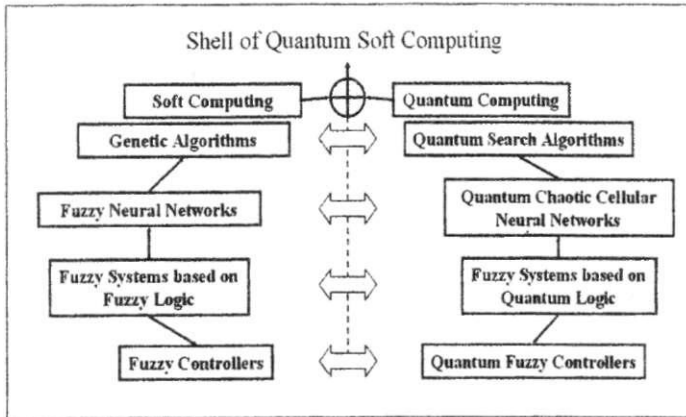 Shell of Quantum Soft Computing
Soft Computing
Quantum Computing
Genetic Algorithms
Quantum Search Algorithms
Fuzzy Neural Networks
Quantum Chaotic Cellular
Neural Networks
Fuzzy Systems based on
Fuzzy Logic
Fuzzy Systems based on
Quantum Logic
Fuzzy Controllers
Quantum Fuzzy Controllers